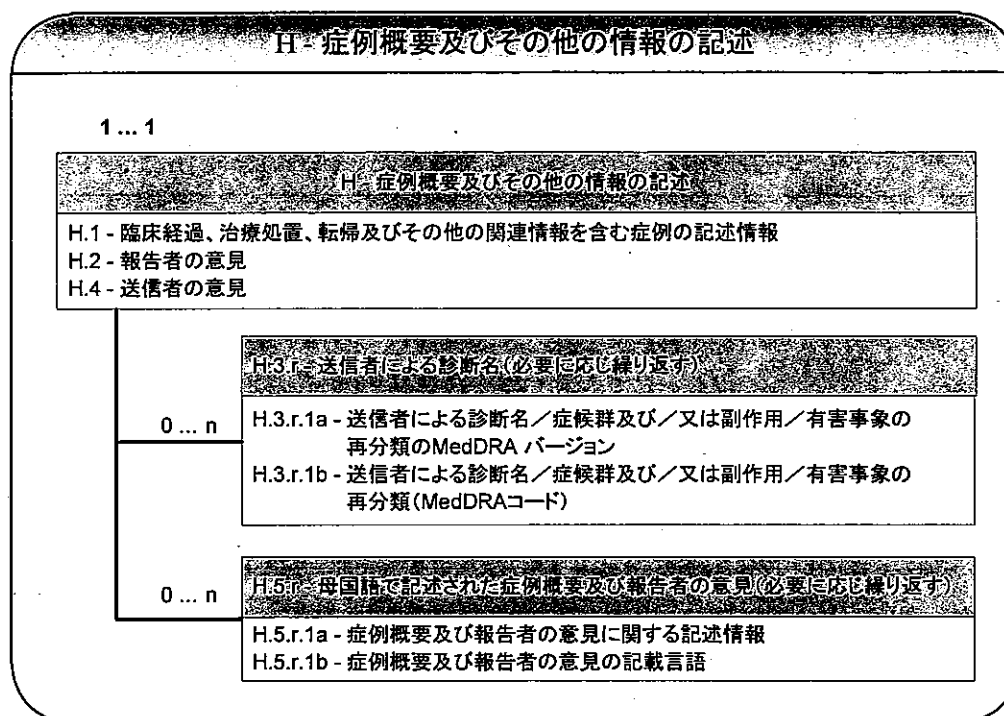 H - 症例概要及びその他の情報の記述
1 ... 1
H - 症例概要及びその他の情報の記述
H.1 - 臨床経過、治療処置、転帰及びその他の関連情報を含む症例の記述情報
H.2 - 報告者の意見
H.4 - 送信者の意見
H.3.r - 送信者による診断名(必要に応じ繰り返す)
0 ... n
H.3.r.1a - 送信者による診断名／症候群及び／又は副作用／有害事象の
再分類のMedDRA バージョン
H.3.r.1b - 送信者による診断名／症候群及び／又は副作用／有害事象の
再分類(MedDRAコード)
H.5.r - 母国語で記述された症例概要及び報告者の意見(必要に応じ繰り返す)
0 ... n
H.5.r.1a - 症例概要及び報告者の意見に関する記述情報
H.5.r.1b - 症例概要及び報告者の意見の記載言語